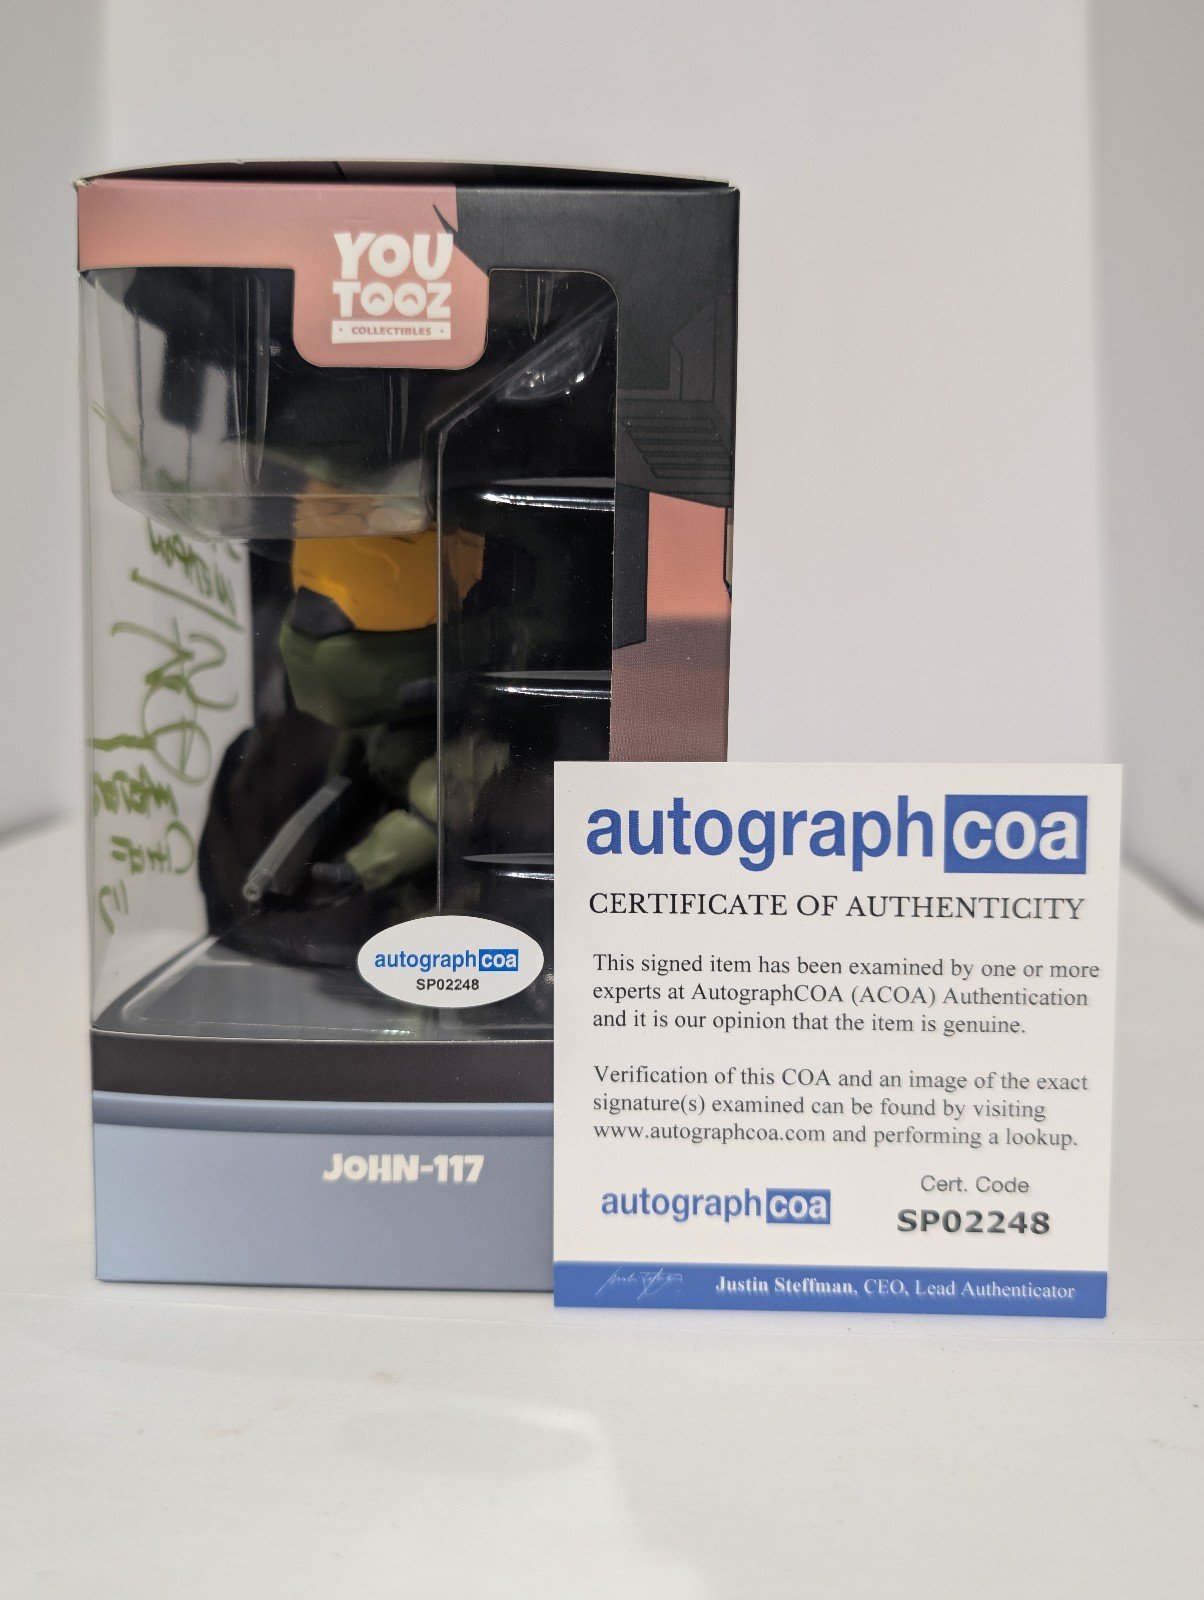 YOU
TOOZ
COLLECTIBLES
autographcoa
SP02248
JOHN-117
autographcoa
CERTIFICATE OF AUTHENTICITY
This signed item has been examined by one or more
experts at AutographCOA (ACOA) Authentication
and it is our opinion that the item is genuine.
Verification of this COA and an image of the exact
signature(s) examined can be found by visiting
www.autographcoa.com and performing a lookup.
Cert. Code
autographcoa
SP02248
Justin Steffman, CEO, Lead Authenticator